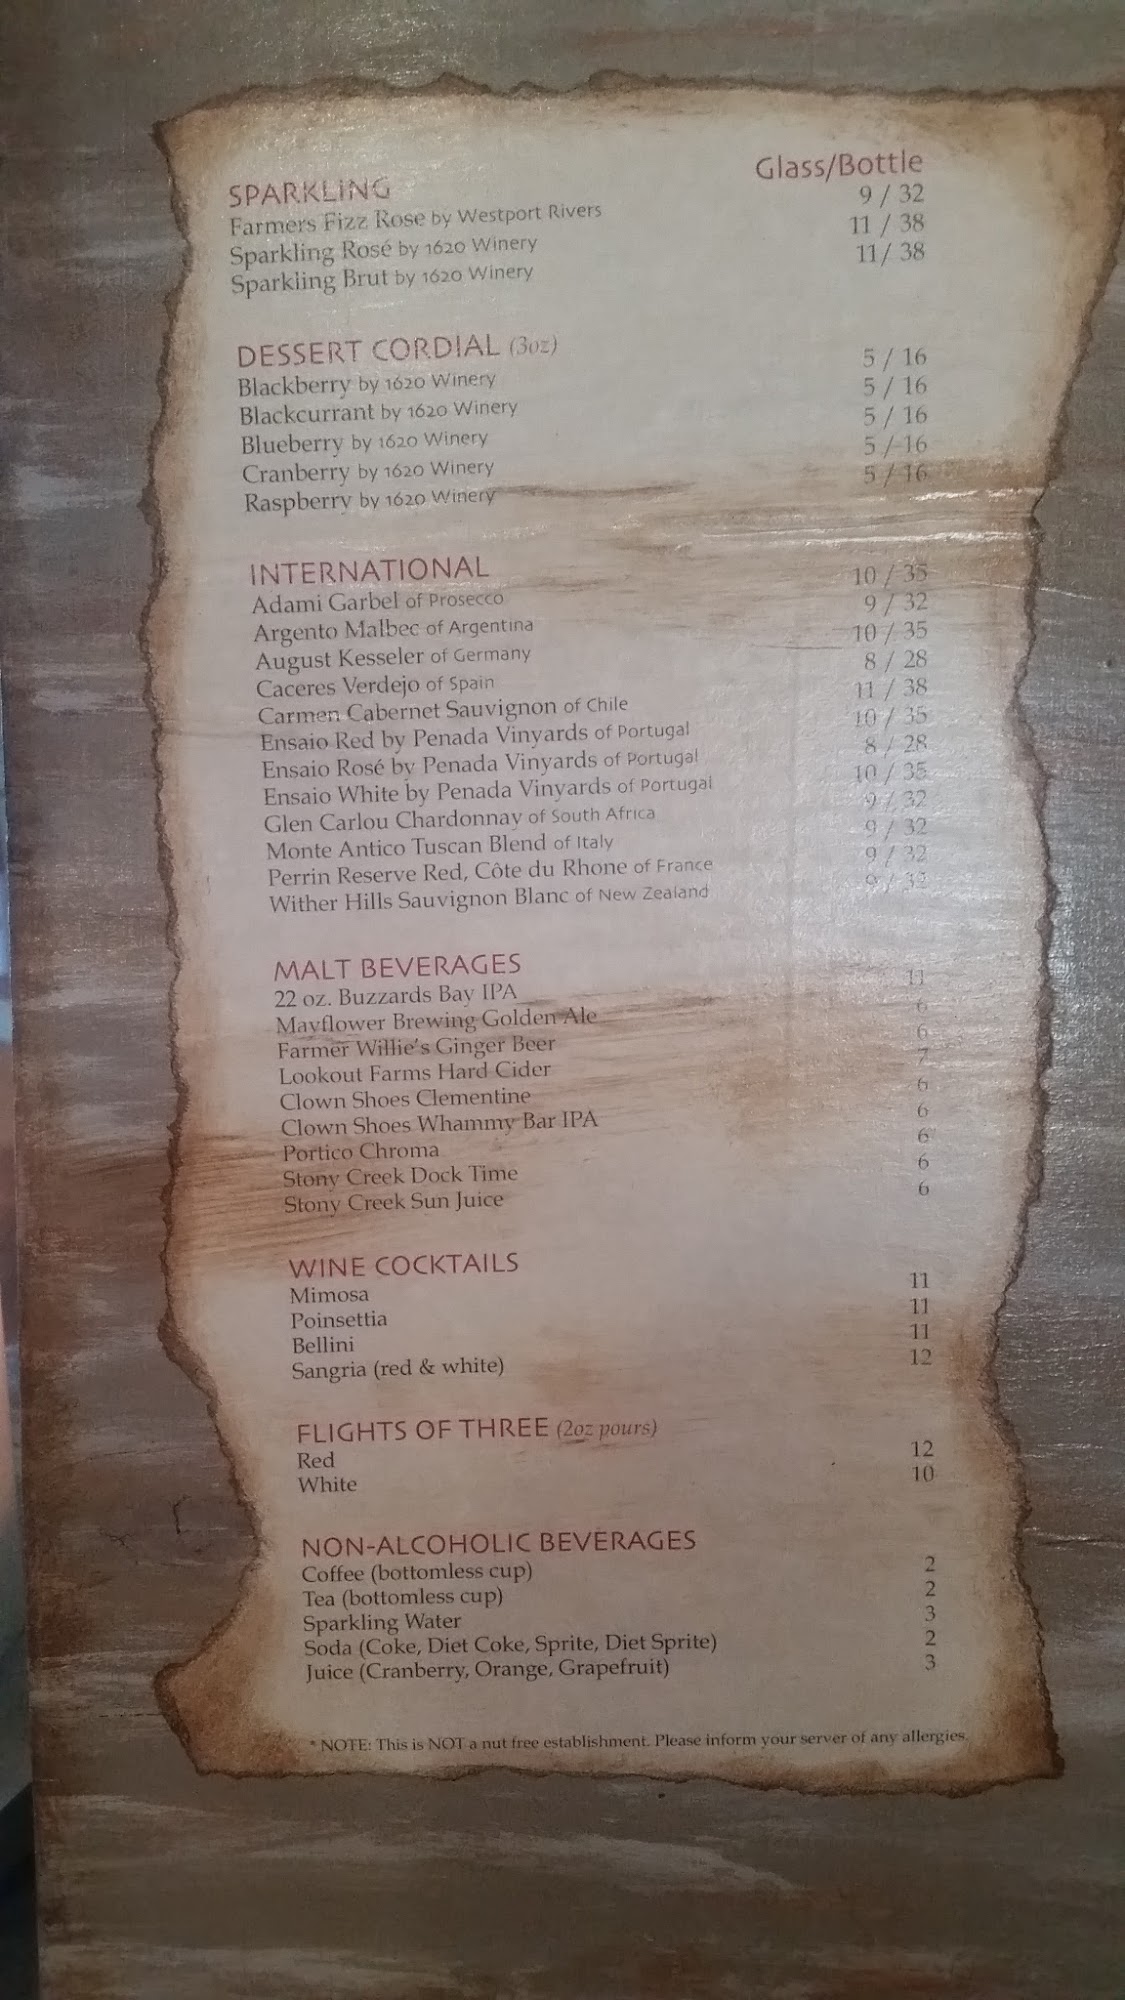 Glass/Bottle
SPARKLING
Farmers Fizz Rose by Westport Rivers 9 / 32
Sparkling Rosé by 1620 Winery 11 / 38
Sparkling Brut by 1620 Winery 11/ 38
DESSERT CORDIAL (3oz)
Blackberry by 1620 Winery 5 / 16
Blackcurrant by 1620 Winery 5 / 16
Blueberry by 1620 Winery 5 / 16
Cranberry by 1620 Winery 5 / 16
Raspberry by 1620 Winery 5 / 16
INTERNATIONAL
Adami Garbel of Prosecco 10 / 35
Argento Malbec of Argentina 9 / 32
August Kesseler of Germany 10 / 35
Caceres Verdejo of Spain 8 / 28
Carmen Cabernet Sauvignon of Chile 11 / 38
Ensaio Red by Penada Vinyards of Portugal 10 / 35
Ensaio Rosé by Penada Vinyards of Portugal 8 / 28
Ensaio White by Penada Vinyards of Portugal 10 / 35
Glen Carlou Chardonnay of South Africa 9 / 32
Monte Antico Tuscan Blend of Italy 9 / 32
Perrin Reserve Red, Côte du Rhone of France 9 / 32
Wither Hills Sauvignon Blanc of New Zealand 9 / 32
MALT BEVERAGES
22 oz. Buzzards Bay IPA 11
Mayflower Brewing Golden Ale 6
Farmer Willie's Ginger Beer 6
Lookout Farms Hard Cider 7
Clown Shoes Clementine 6
Clown Shoes Whammy Bar IPA 6
Portico Chroma 6
Stony Creek Dock Time 6
Stony Creek Sun Juice 6
WINE COCKTAILS
Mimosa 11
Poinsettia 11
Bellini 11
Sangria (red & white) 12
FLIGHTS OF THREE (2oz pours)
Red 12
White 10
NON-ALCOHOLIC BEVERAGES
Coffee (bottomless cup) 2
Tea (bottomless cup) 2
Sparkling Water 3
Soda (Coke, Diet Coke, Sprite, Diet Sprite) 2
Juice (Cranberry, Orange, Grapefruit) 3
* NOTE: This is NOT a nut free establishment. Please inform your server of any allergies.